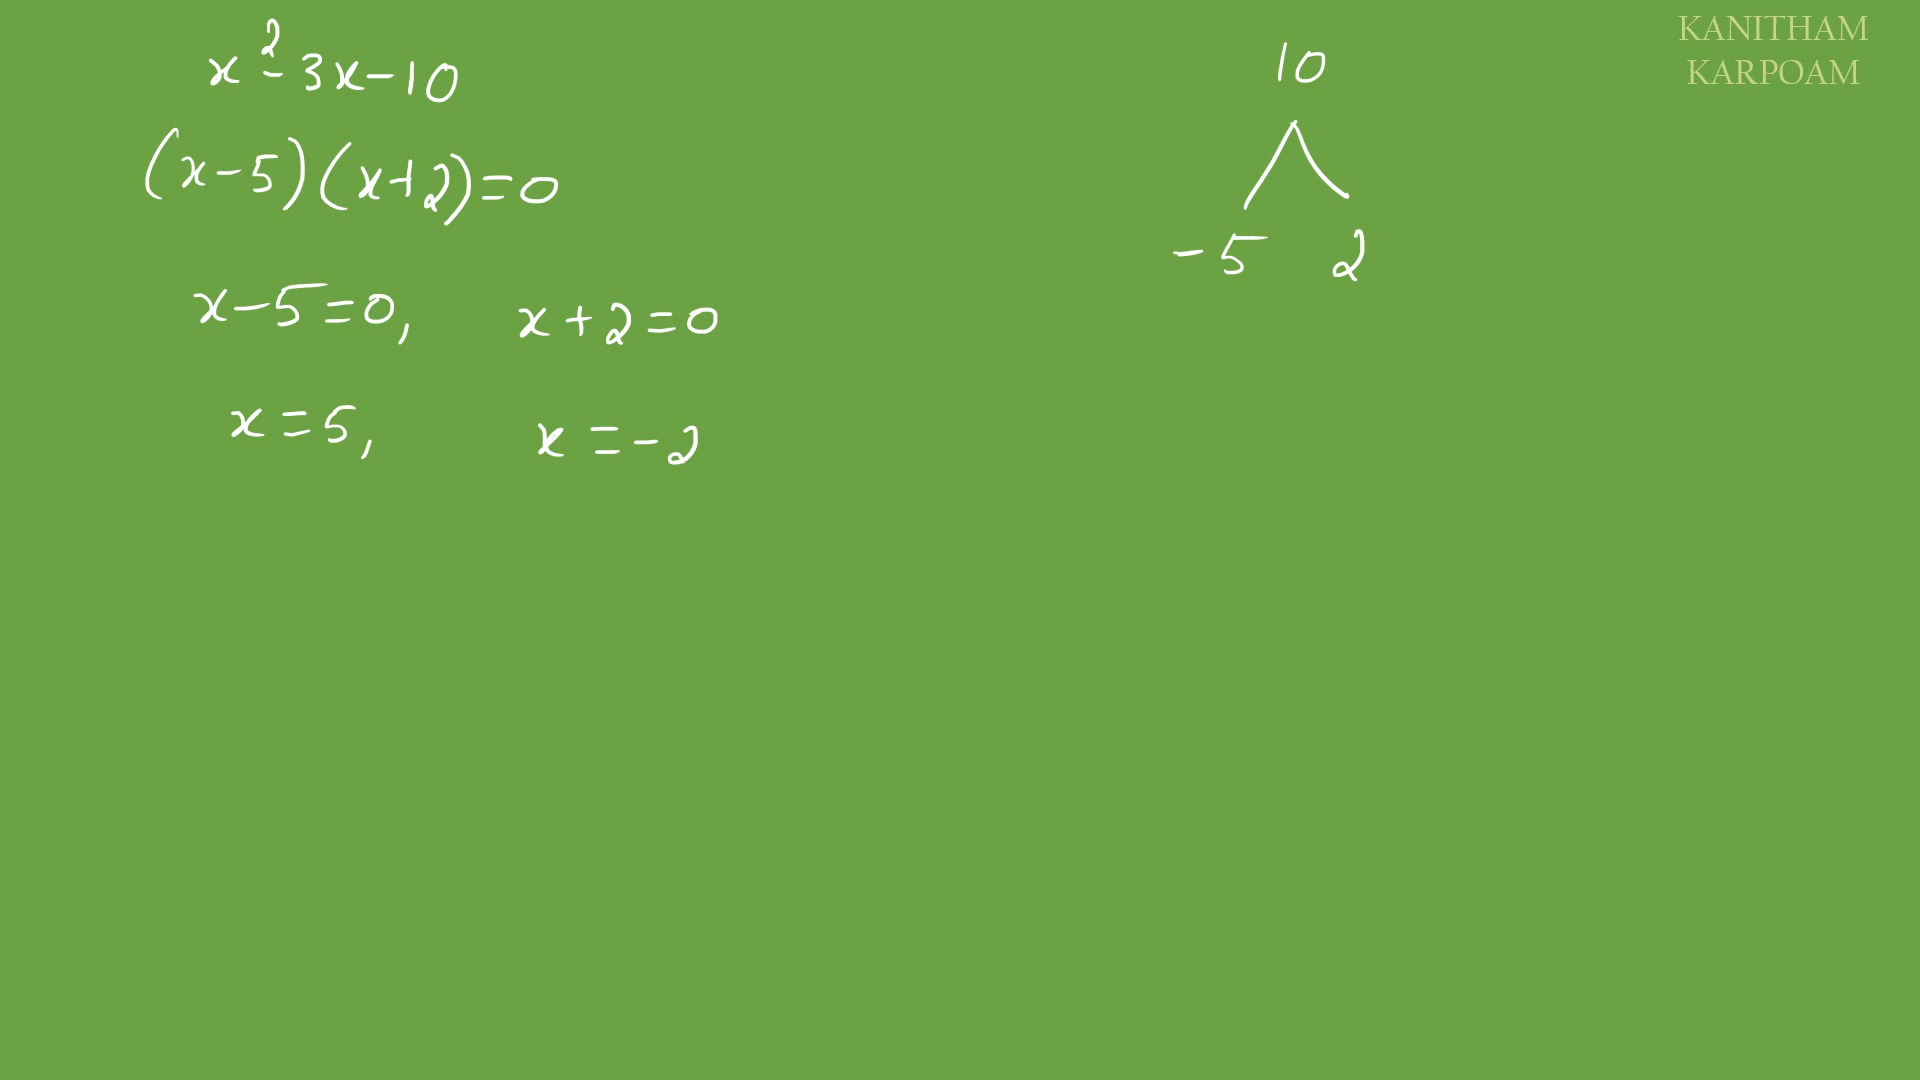 x² - 3x - 10
(x - 5)(x + 2) = 0
x - 5 = 0, x + 2 = 0
x = 5, x = -2
10
-5 2
KANITHAM
KARPOAM